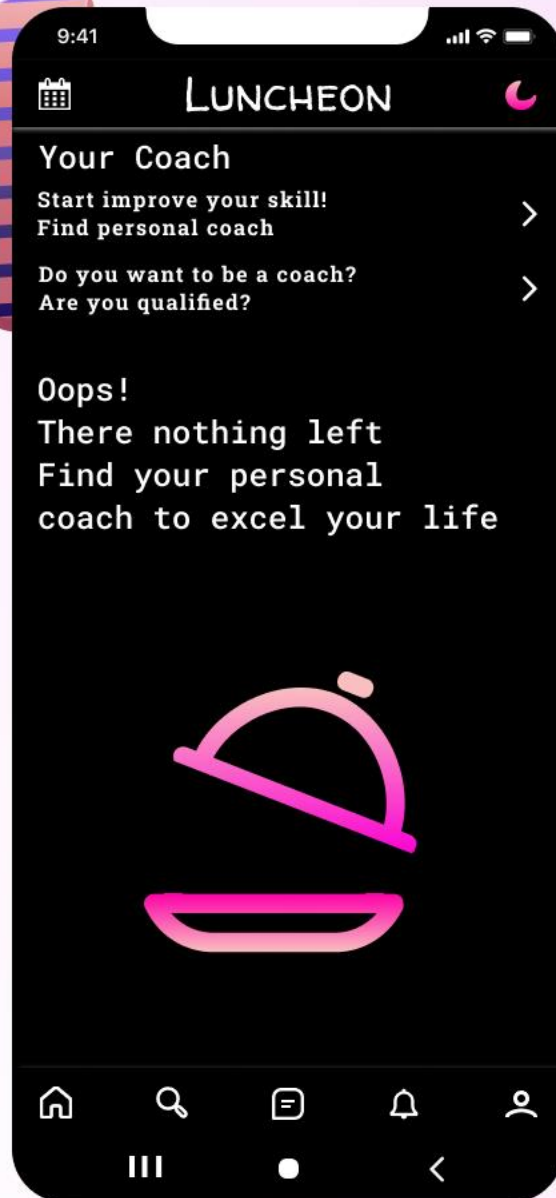 9:41
LUNCHEON
Your Coach
Start improve your skill!
Find personal coach
Do you want to be a coach?
Are you qualified?
Oops!
There nothing left
Find your personal
coach to excel your life